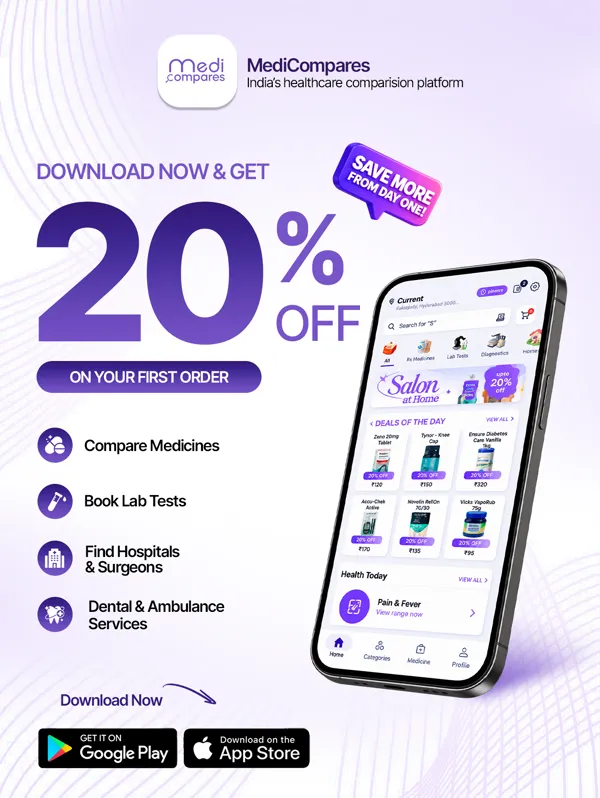 Medi
compares
MediCompares
India's healthcare comparision platform
DOWNLOAD NOW & GET
SAVE MORE
FROM DAY ONE!
20%
OFF
ON YOUR FIRST ORDER
Compare Medicines
Book Lab Tests
Find Hospitals
& Surgeons
Dental & Ambulance
Services
Download Now
GET IT ON
Google Play
Download on the
App Store
Current
Hyderabad
Search for "S"
All
Rx Medicines
Lab Tests
Diagnostics
Home
Salon
at Home
upto
20%
off
DEALS OF THE DAY
VIEW ALL >
Zeno 20mg
Tablet
20% OFF
₹120
Tynor - Knee
Cap
20% OFF
₹150
Ensure Diabetes
Care Vanilla
1kg
20% OFF
₹320
Accu-Chek
Active
20% OFF
₹170
Novolin ReliOn
70/30
20% OFF
₹135
Vicks VapoRub
75g
20% OFF
₹95
Health Today
VIEW ALL >
Pain & Fever
View range now
Home
Categories
Medicine
Profile